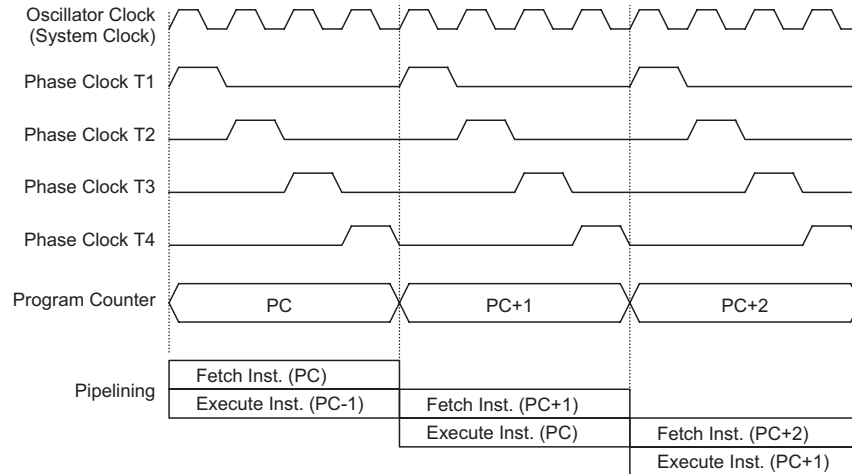 Oscillator Clock
(System Clock)
Phase Clock T1
Phase Clock T2
Phase Clock T3
Phase Clock T4
Program Counter
PC
PC+1
PC+2
Pipelining
Fetch Inst. (PC)
Execute Inst. (PC-1)
Fetch Inst. (PC+1)
Execute Inst. (PC)
Fetch Inst. (PC+2)
Execute Inst. (PC+1)